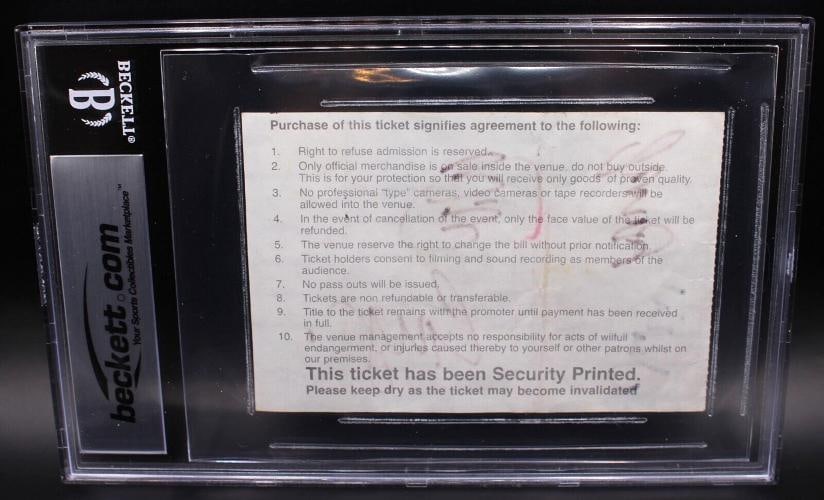 BECKETT®
B
beckett.com™
Your Sports Collectibles Marketplace
Purchase of this ticket signifies agreement to the following:
1. Right to refuse admission is reserved.
2. Only official merchandise is on sale inside the venue, do not buy outside.
This is for your protection so that you will receive only goods of proven quality.
3. No professional "type" cameras, video cameras or tape recorders will be
allowed into the venue.
4. In the event of cancellation of the event, only the face value of the ticket will be
refunded.
5. The venue reserve the right to change the bill without prior notification.
6. Ticket holders consent to filming and sound recording as members of the
audience.
7. No pass outs will be issued.
8. Tickets are non refundable or transferable.
9. Title to the ticket remains with the promoter until payment has been received
in full.
10. The venue management accepts no responsibility for acts of wilfull
endangerment, or injuries caused thereby to yourself or other patrons whilst on
our premises.
This ticket has been Security Printed.
Please keep dry as the ticket may become invalidated